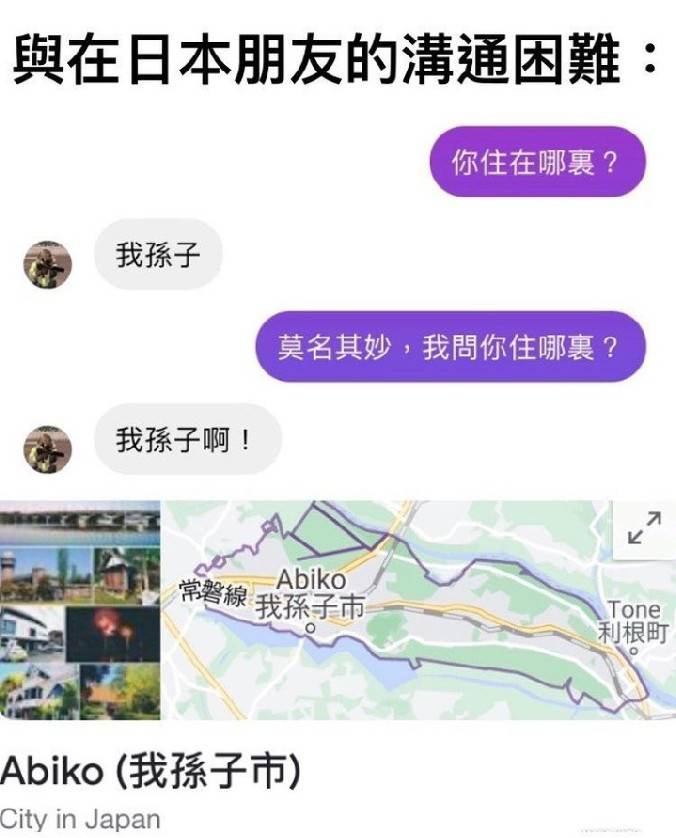 與在日本朋友的溝通困難：
你住在哪裏？
我孫子
莫名其妙，我問你住哪裏？
我孫子啊！
常磐線
Abiko
我孫子市
Tone
利根町
Abiko (我孫子市)
City in Japan